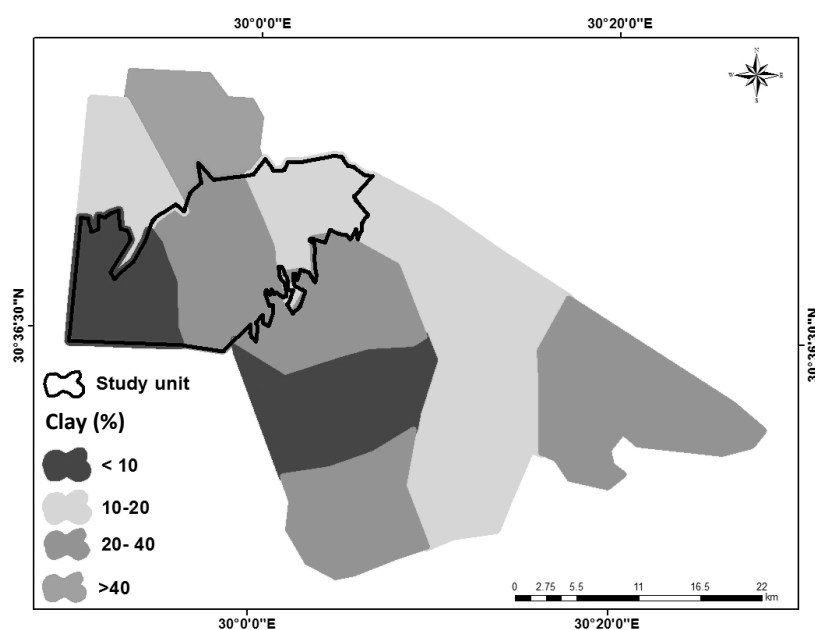 30°0'0"E 30°20'0"E
N
W E
S
30°36'30"N
30°36'30"N
Study unit
Clay (%)
< 10
10-20
20- 40
>40
0 2.75 5.5 11 16.5 22
km
30°0'0"E 30°20'0"E